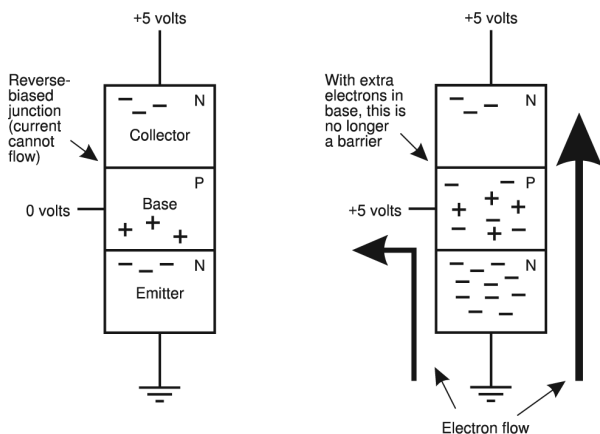 +5 volts
Reverse-
biased
junction
(current
cannot
flow)
N
Collector
P
Base
0 volts
+ + +
N
Emitter
+5 volts
With extra
electrons in
base, this is
no longer
a barrier
N
P
+5 volts
+ + + +
N
Electron flow